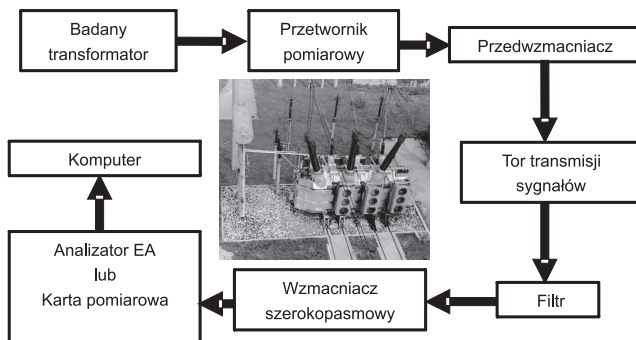 Badany
transformator
Przetwornik
pomiarowy
Przedwzmacniacz
Tor transmisji
sygnałów
Filtr
Wzmacniacz
szerokopasmowy
Analizator EA
lub
Karta pomiarowa
Komputer